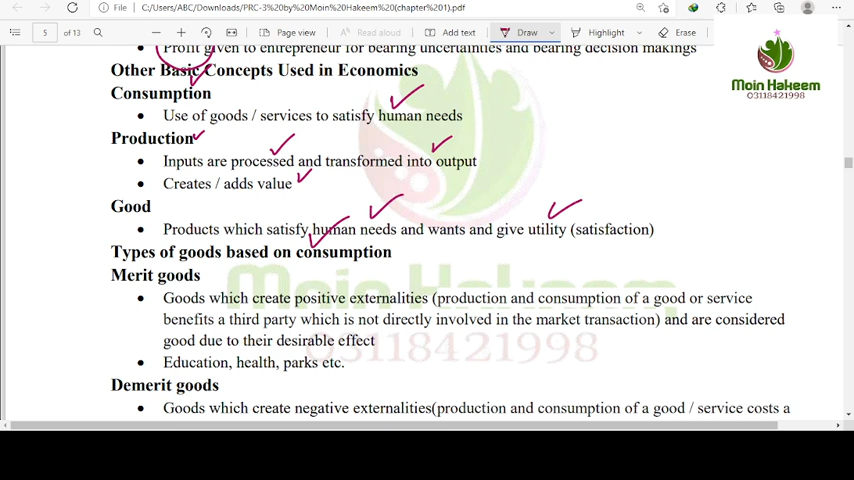 File
C:/Users/ABC/Downloads/PRC-3%20by%20Moin%20Hakeem%20(chapter%201).pdf
5 of 13
Page view
Read aloud
Add text
Draw
Highlight
Erase
Moin Hakeem
03118421998
• Profit given to entrepreneur for bearing uncertainties and bearing decision makings
Other Basic Concepts Used in Economics
Consumption
• Use of goods / services to satisfy human needs
Production
• Inputs are processed and transformed into output
• Creates / adds value
Good
• Products which satisfy human needs and wants and give utility (satisfaction)
Types of goods based on consumption
Moin Hakeem
Merit goods
• Goods which create positive externalities (production and consumption of a good or service
benefits a third party which is not directly involved in the market transaction) and are considered
good due to their desirable effect
03118421998
• Education, health, parks etc.
Demerit goods
• Goods which create negative externalities(production and consumption of a good / service costs a